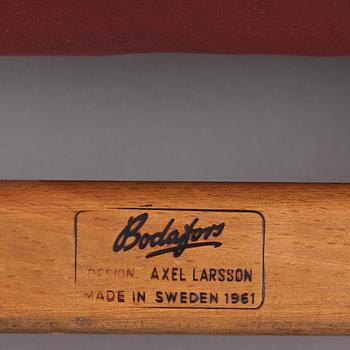 Bodafors
DESIGN: AXEL LARSSON
MADE IN SWEDEN 1961